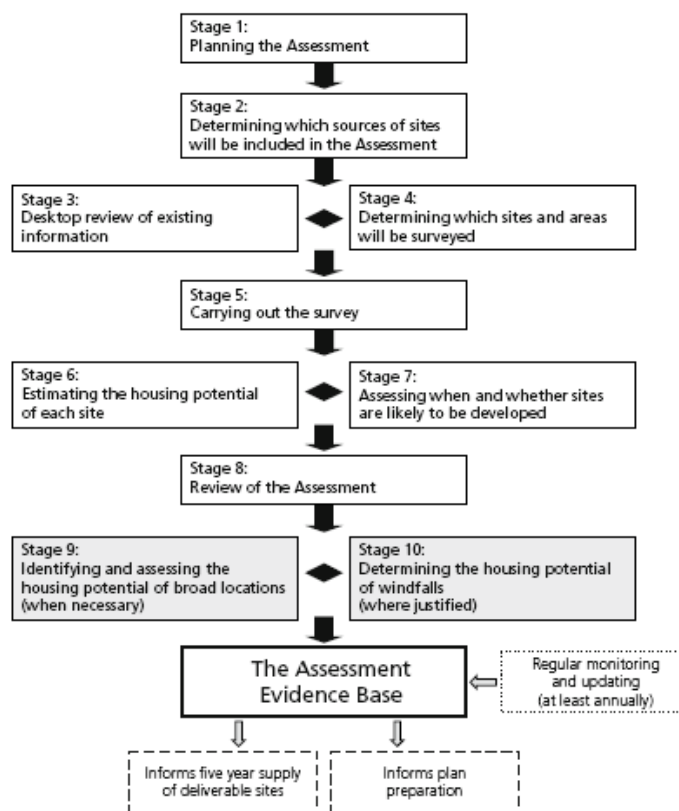 Stage 1:
Planning the Assessment
Stage 2:
Determining which sources of sites
will be included in the Assessment
Stage 3:
Desktop review of existing
information
Stage 4:
Determining which sites and areas
will be surveyed
Stage 5:
Carrying out the survey
Stage 6:
Estimating the housing potential
of each site
Stage 7:
Assessing when and whether sites
are likely to be developed
Stage 8:
Review of the Assessment
Stage 9:
Identifying and assessing the
housing potential of broad locations
(when necessary)
Stage 10:
Determining the housing potential
of windfalls
(where justified)
The Assessment
Evidence Base
Regular monitoring
and updating
(at least annually)
Informs five year supply
of deliverable sites
Informs plan
preparation